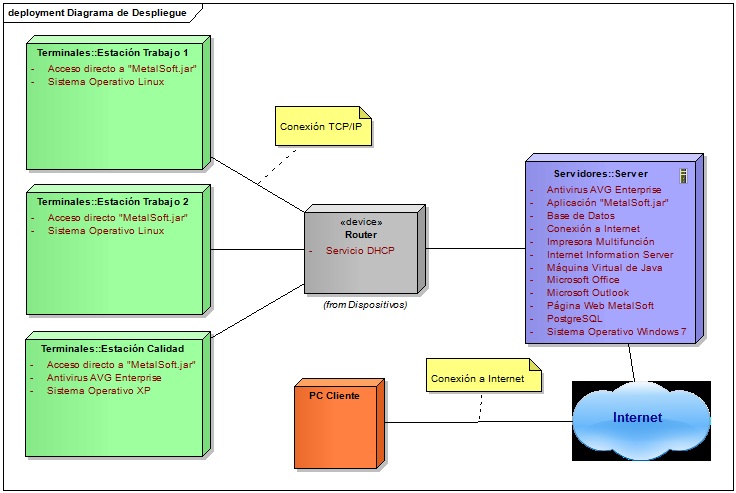 deployment Diagrama de Despliegue
Terminales::Estación Trabajo 1
- Acceso directo a "MetalSoft.jar"
- Sistema Operativo Linux
Conexión TCP/IP
Terminales::Estación Trabajo 2
- Acceso directo "MetalSoft.jar"
- Sistema Operativo Linux
«device»
Router
- Servicio DHCP
(from Dispositivos)
Servidores::Server
- Antivirus AVG Enterprise
- Aplicación "MetalSoft.jar"
- Base de Datos
- Conexión a Internet
- Impresora Multifunción
- Internet Information Server
- Máquina Virtual de Java
- Microsoft Office
- Microsoft Outlook
- Página Web MetalSoft
- PostgreSQL
- Sistema Operativo Windows 7
Terminales::Estación Calidad
- Acceso directo a "MetalSoft.jar"
- Antivirus AVG Enterprise
- Sistema Operativo XP
PC Cliente
Conexión a Internet
Internet